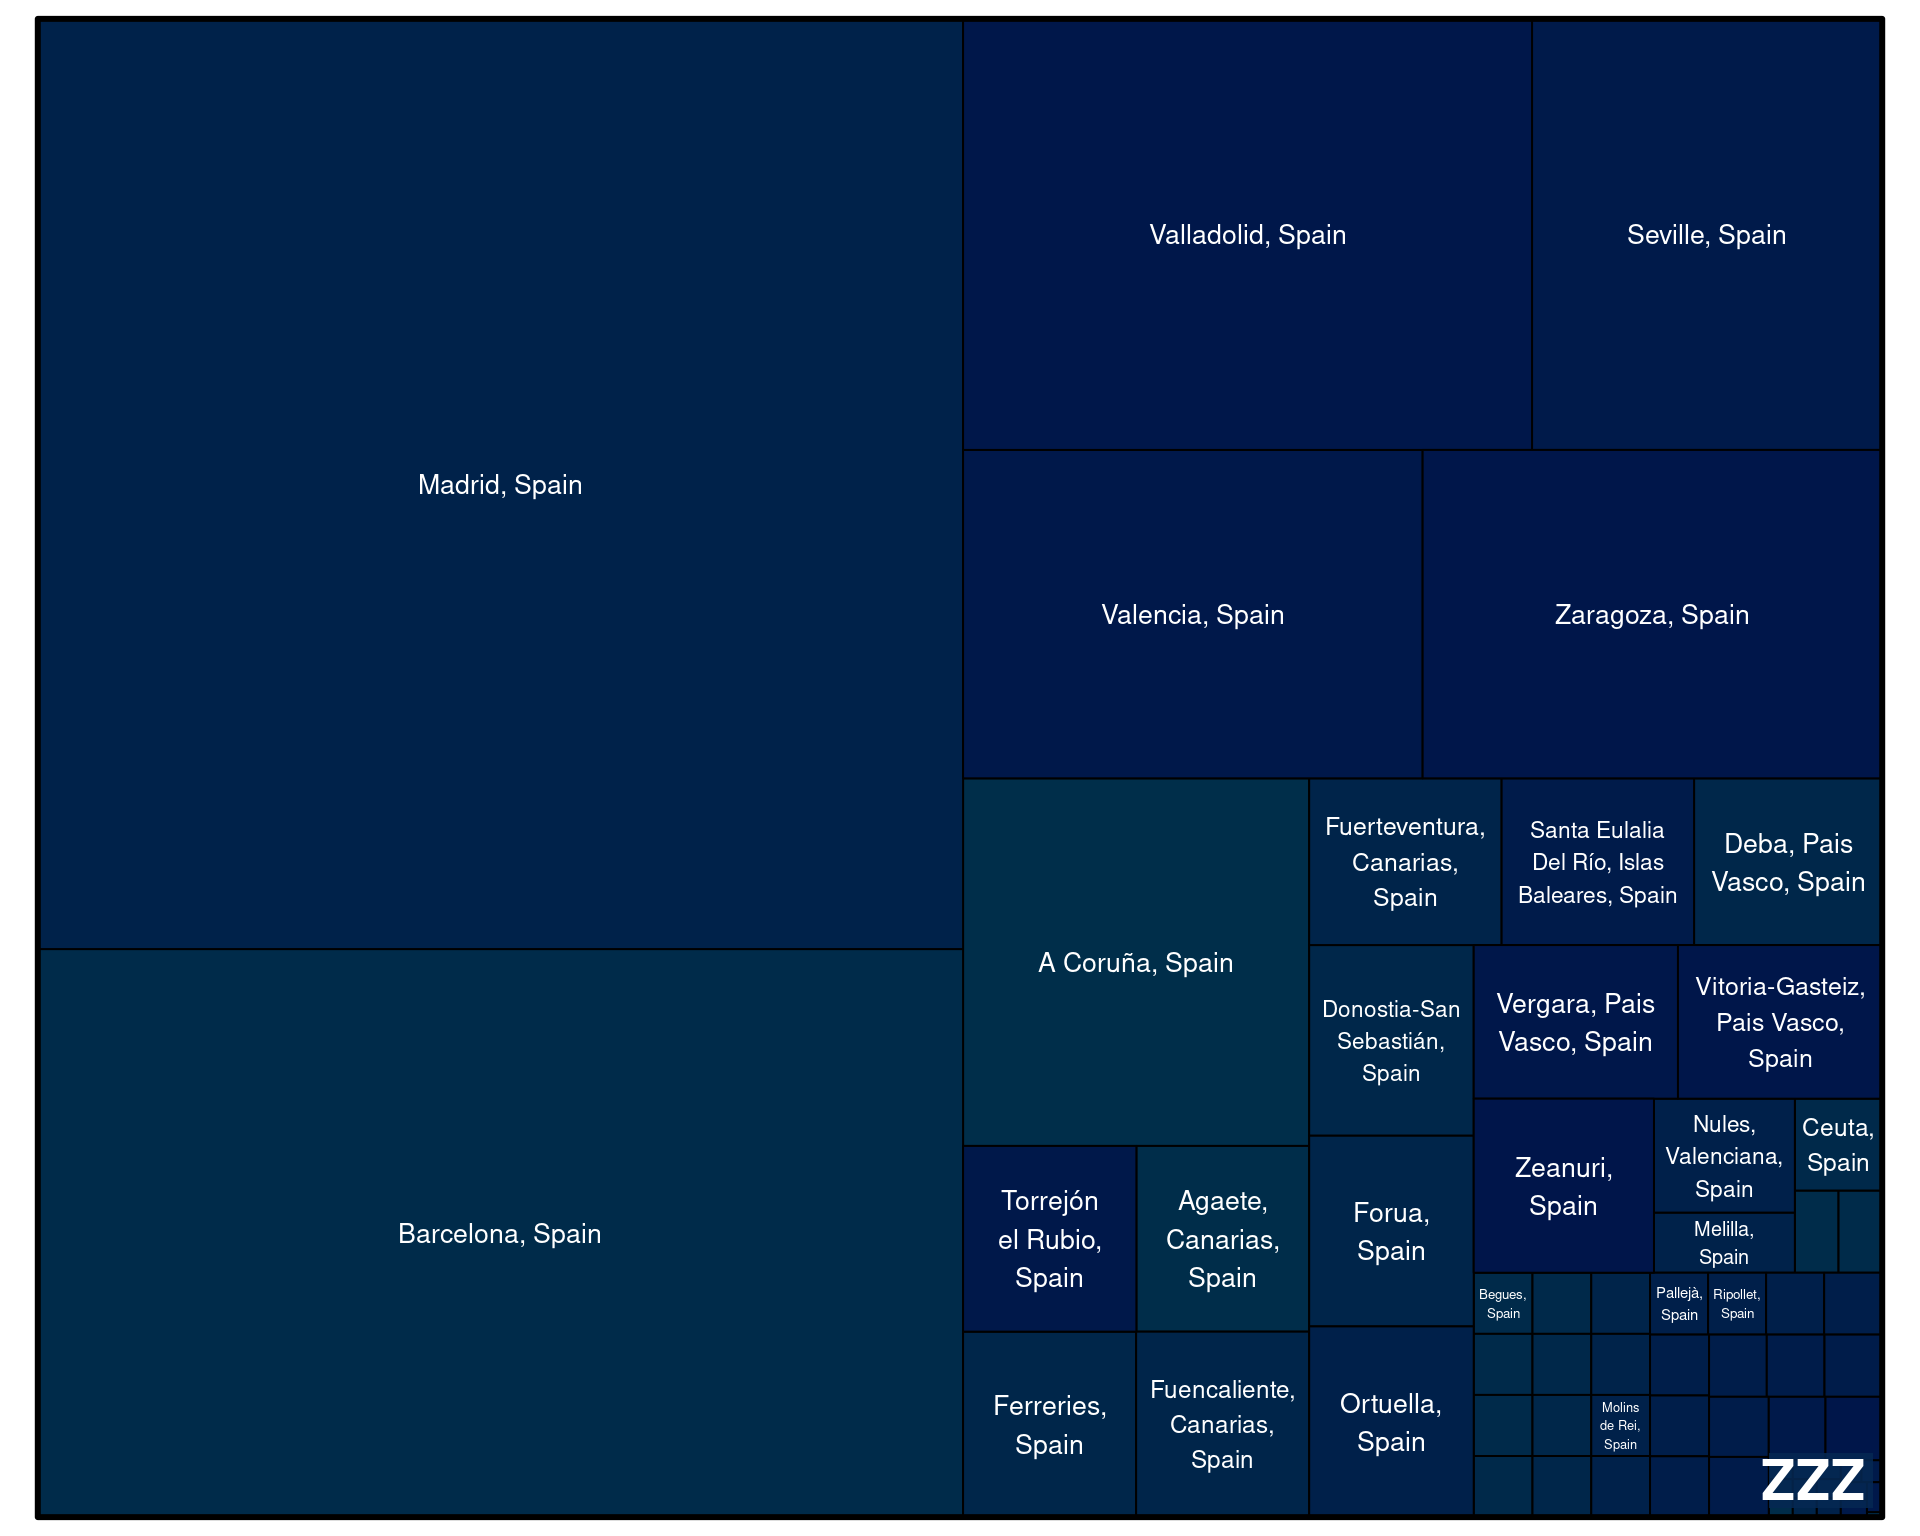 Madrid, Spain
Barcelona, Spain
Valladolid, Spain
Seville, Spain
Valencia, Spain
Zaragoza, Spain
A Coruña, Spain
Torrejón
el Rubio,
Spain
Agaete,
Canarias,
Spain
Ferreries,
Spain
Fuencaliente,
Canarias,
Spain
Fuerteventura,
Canarias,
Spain
Santa Eulalia
Del Río, Islas
Baleares, Spain
Deba, Pais
Vasco, Spain
Donostia-San
Sebastián,
Spain
Forua,
Spain
Ortuella,
Spain
Vergara, Pais
Vasco, Spain
Vitoria-Gasteiz,
Pais Vasco,
Spain
Zeanuri,
Spain
Nules,
Valenciana,
Spain
Melilla,
Spain
Ceuta,
Spain
Begues,
Spain
Pallejà,
Spain
Ripollet,
Spain
Molins
de Rei,
Spain
ZZZ